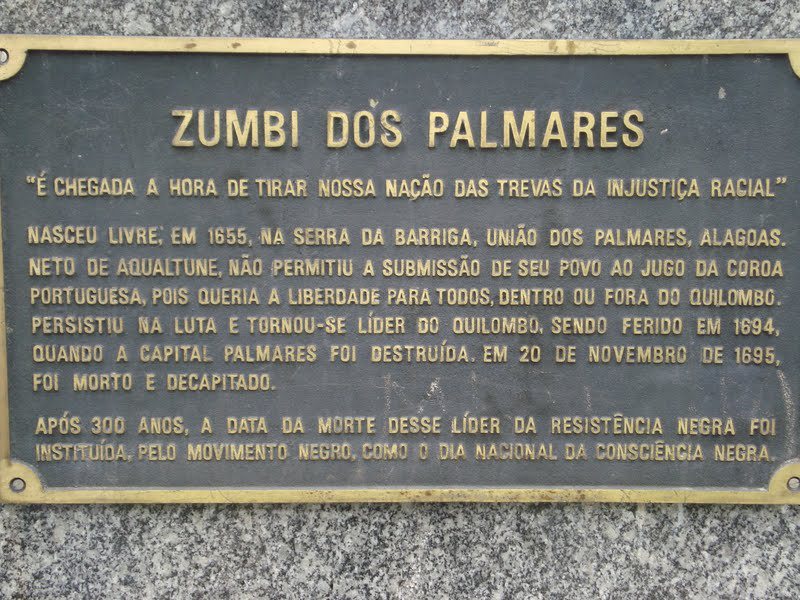 ZUMBI DOS PALMARES
"É CHEGADA A HORA DE TIRAR NOSSA NAÇÃO DAS TREVAS DA INJUSTIÇA RACIAL"
NASCEU LIVRE, EM 1655, NA SERRA DA BARRIGA, UNIÃO DOS PALMARES, ALAGOAS.
NETO DE AQUALTUNE, NÃO PERMITIU A SUBMISSÃO DE SEU POVO AO JUGO DA COROA
PORTUGUESA, POIS QUERIA A LIBERDADE PARA TODOS, DENTRO OU FORA DO QUILOMBO.
PERSISTIU NA LUTA E TORNOU-SE LÍDER DO QUILOMBO, SENDO FERIDO EM 1694,
QUANDO A CAPITAL PALMARES FOI DESTRUÍDA. EM 20 DE NOVEMBRO DE 1695,
FOI MORTO E DECAPITADO.
APÓS 300 ANOS, A DATA DA MORTE DESSE LÍDER DA RESISTÊNCIA NEGRA FOI
INSTITUÍDA, PELO MOVIMENTO NEGRO, COMO O DIA NACIONAL DA CONSCIÊNCIA NEGRA.